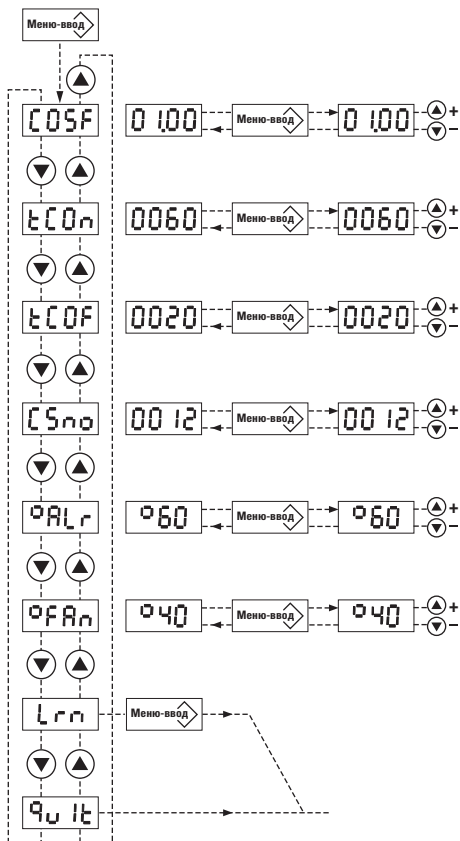 Меню-ввод
COSF 01.00 Меню-ввод 01.00 +
−
tCOn 0060 Меню-ввод 0060 +
−
tCOF 0020 Меню-ввод 0020 +
−
CSno 0012 Меню-ввод 0012 +
−
°ALr °60 Меню-ввод °60 +
−
°FAn °40 Меню-ввод °40 +
−
Lrn Меню-ввод
quIt